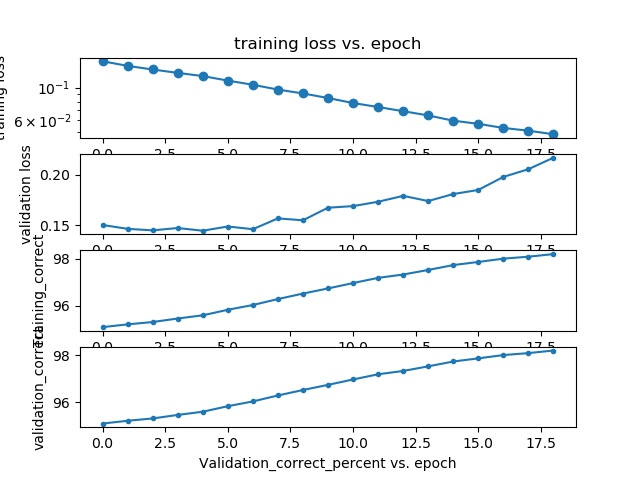 training loss vs. epoch
training loss
10⁻¹
6 × 10⁻²
0.0 2.5 5.0 7.5 10.0 12.5 15.0 17.5
validation loss
0.20
0.15
0.0 2.5 5.0 7.5 10.0 12.5 15.0 17.5
Training_correct
98
96
0.0 2.5 5.0 7.5 10.0 12.5 15.0 17.5
validation_correct
98
96
0.0 2.5 5.0 7.5 10.0 12.5 15.0 17.5
Validation_correct_percent vs. epoch